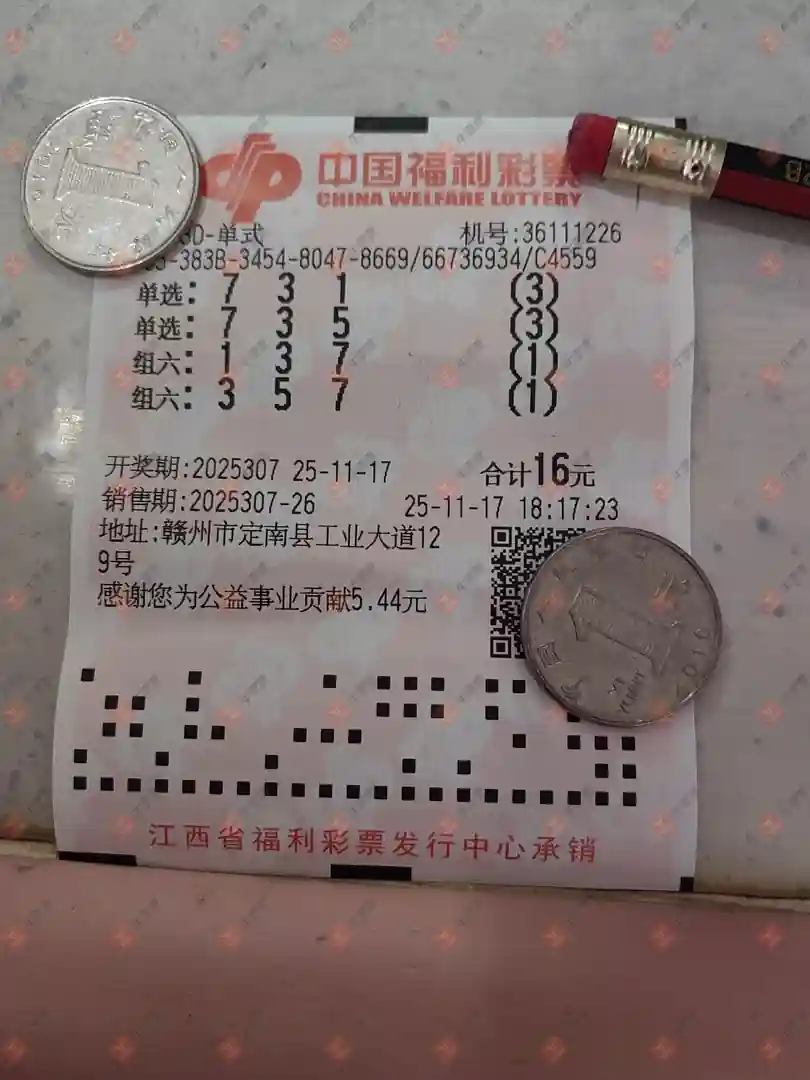 中国福利彩票
CHINA WELFARE LOTTERY
3D-单式 机号:36111226
-383B-3454-8047-8669/66736934/C4559
单选: 7 3 1 (3)
单选: 7 3 5 (3)
组六: 1 3 7 (1)
组六: 3 5 7 (1)
开奖期:2025307 25-11-17 合计16元
销售期:2025307-26 25-11-17 18:17:23
地址:赣州市定南县工业大道12
9号
感谢您为公益事业贡献5.44元
江西省福利彩票发行中心承销